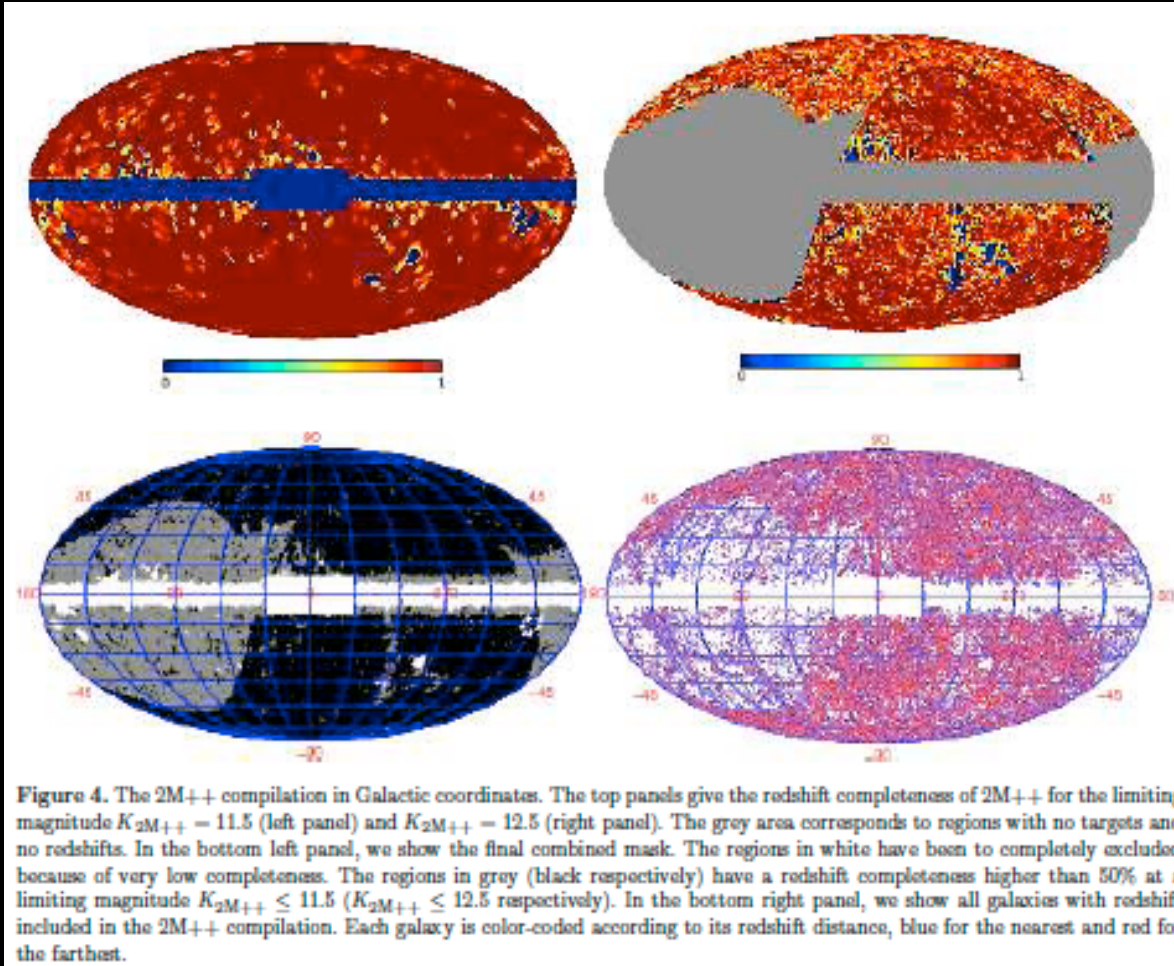 0 1
0 1
90 90
45 45 45 45
180 90 0 270 180 90 0 270 180
-45 -45 -45 -45
-90 -90
Figure 4. The 2M++ compilation in Galactic coordinates. The top panels give the redshift completeness of 2M++ for the limiting
magnitude K2M++ = 11.5 (left panel) and K2M++ = 12.5 (right panel). The grey area corresponds to regions with no targets and
no redshifts. In the bottom left panel, we show the final combined mask. The regions in white have been to completely excluded
because of very low completeness. The regions in grey (black respectively) have a redshift completeness higher than 50% at
limiting magnitude K2M++ ≤ 11.5 (K2M++ ≤ 12.5 respectively). In the bottom right panel, we show all galaxies with redshift
included in the 2M++ compilation. Each galaxy is color-coded according to its redshift distance, blue for the nearest and red for
the farthest.